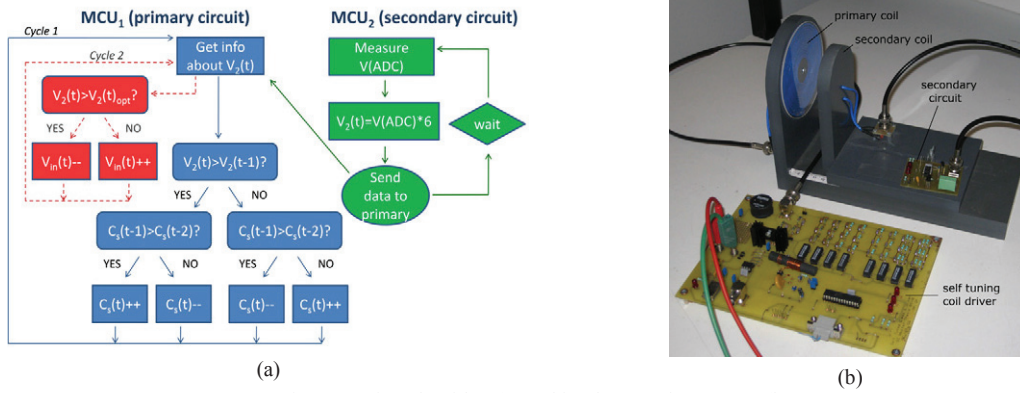 MCU₁ (primary circuit)
MCU₂ (secondary circuit)
Cycle 1
Cycle 2
Get info
about V₂(t)
V₂(t)>V₂(t)opt?
YES
NO
Vin(t)--
Vin(t)++
V₂(t)>V₂(t-1)?
YES
NO
Cs(t-1)>Cs(t-2)?
Cs(t-1)>Cs(t-2)?
YES
NO
YES
NO
Cs(t)++
Cs(t)--
Cs(t)--
Cs(t)++
Measure
V(ADC)
V₂(t)=V(ADC)*6
wait
Send
data to
primary
(a)
primary coil
secondary coil
secondary
circuit
self tuning
coil driver
(b)